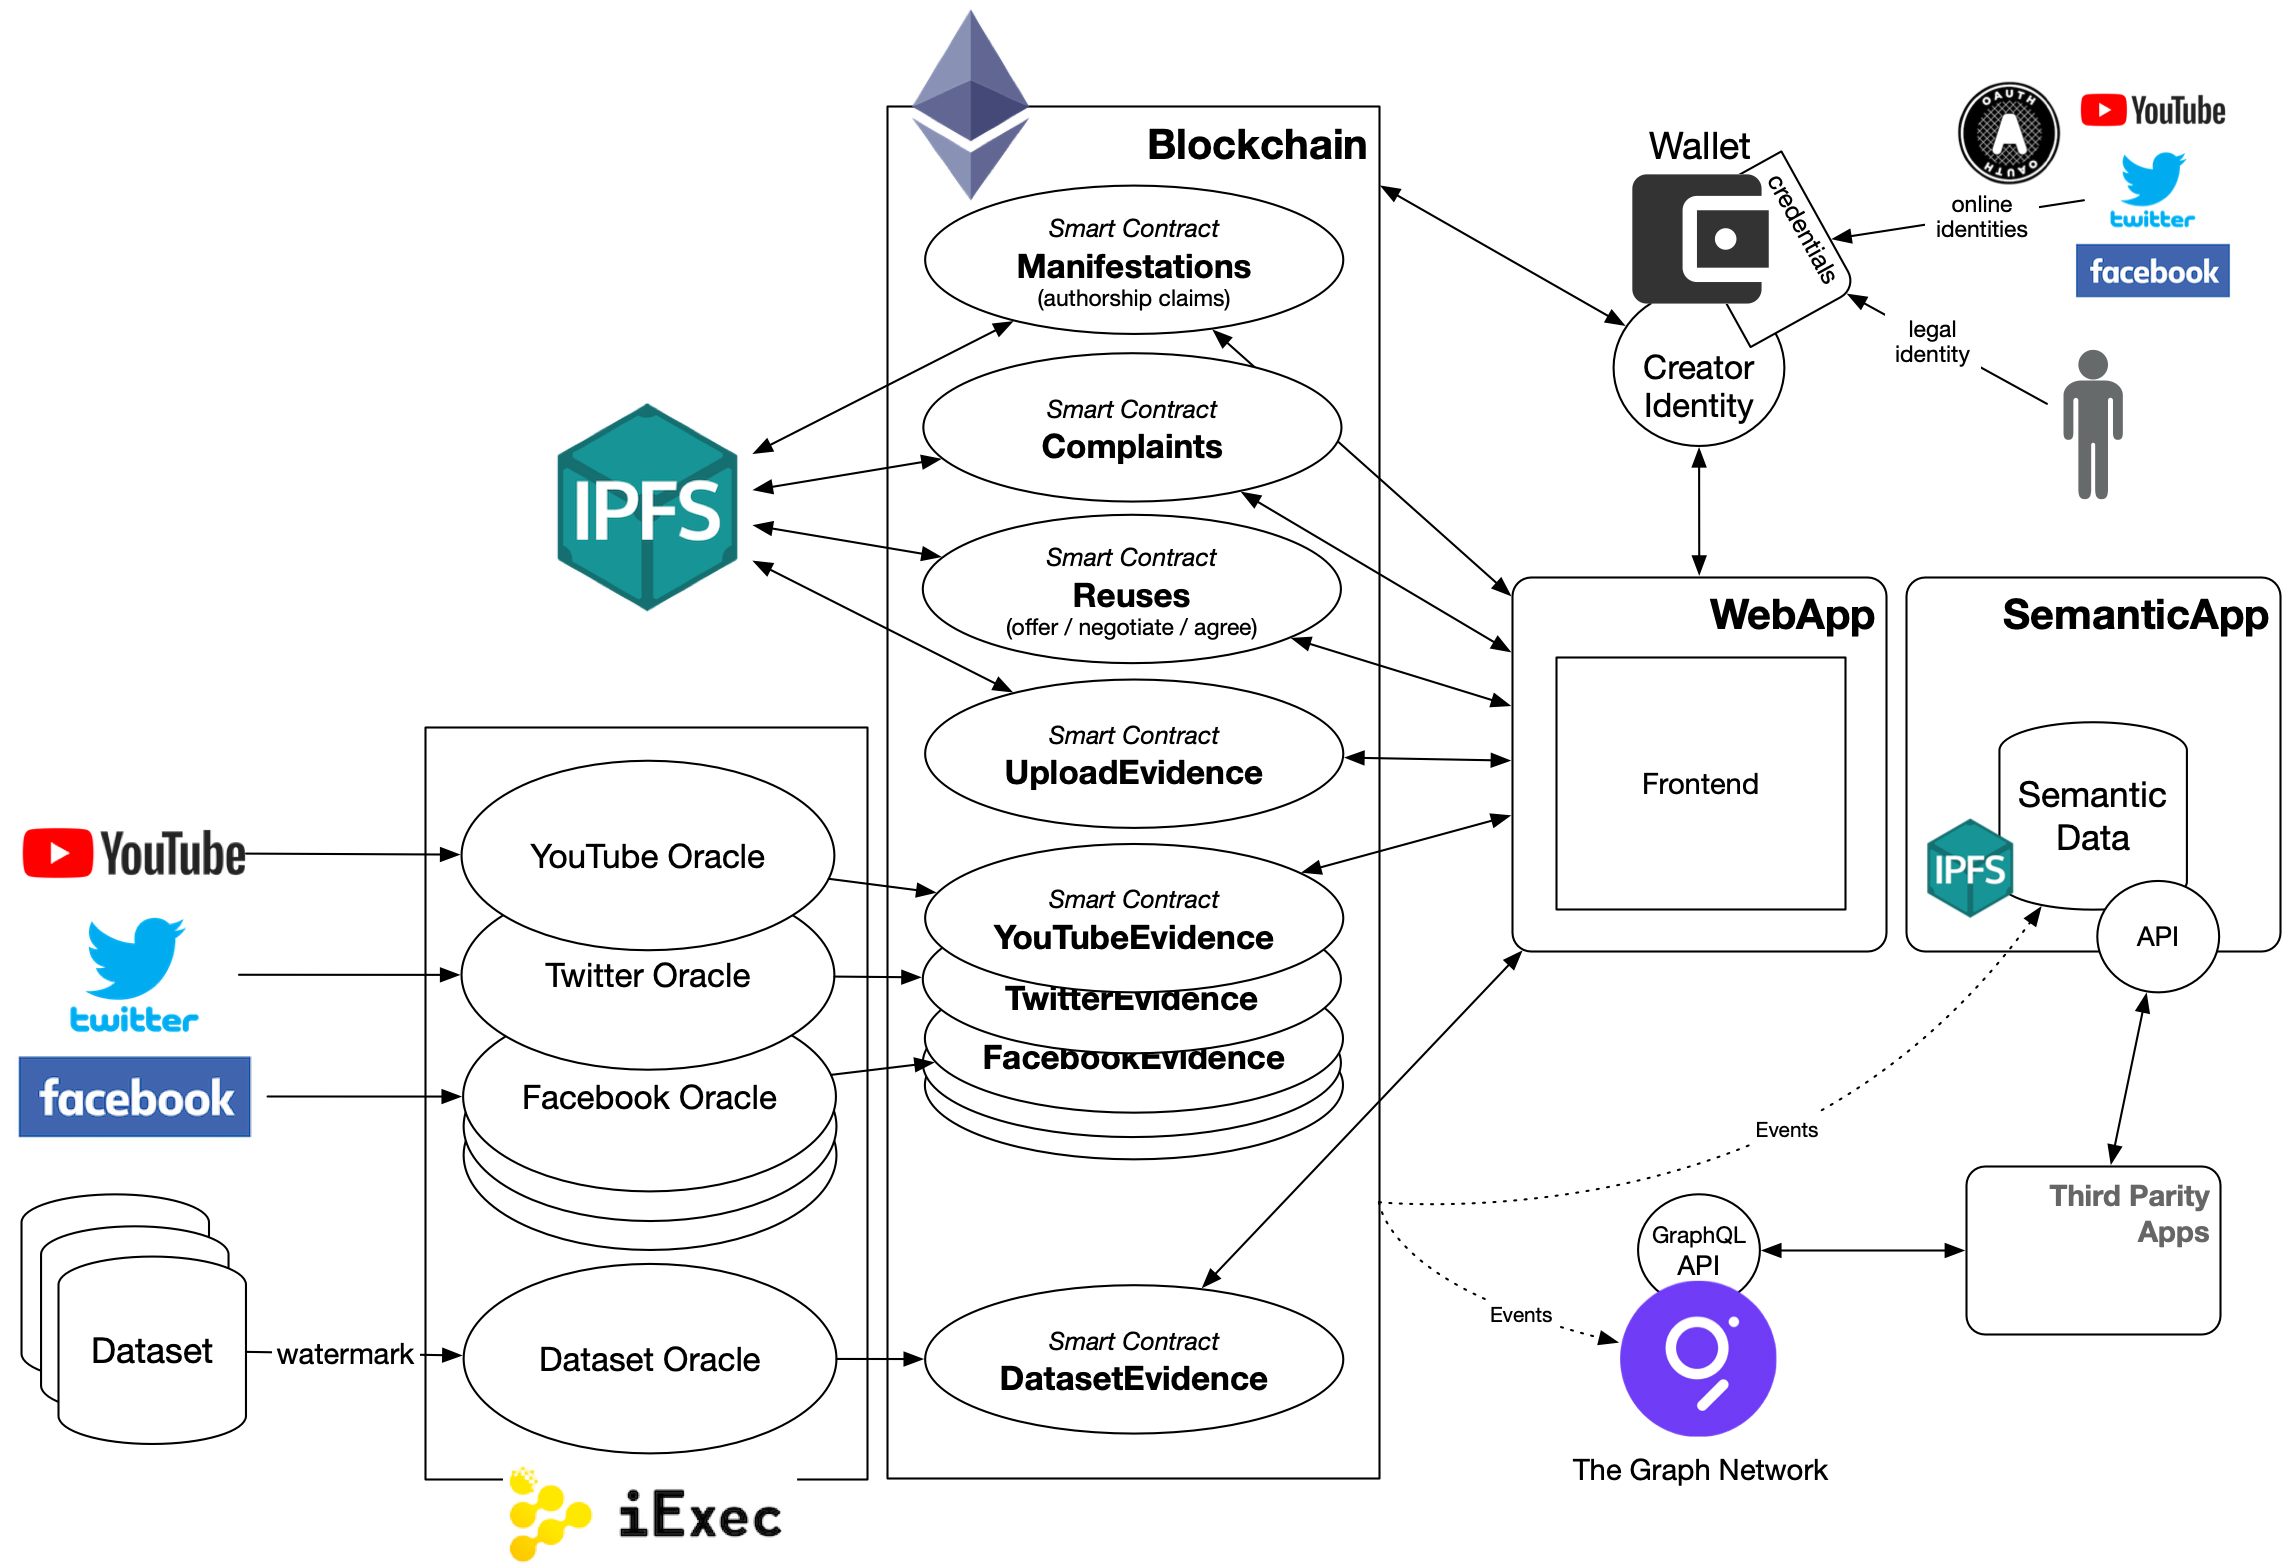 Blockchain
Smart Contract
Manifestations
(authorship claims)
Smart Contract
Complaints
Smart Contract
Reuses
(offer / negotiate / agree)
Smart Contract
UploadEvidence
Smart Contract
YouTubeEvidence
TwitterEvidence
FacebookEvidence
Smart Contract
DatasetEvidence
IPFS
YouTube
twitter
facebook
Dataset
watermark
YouTube Oracle
Twitter Oracle
Facebook Oracle
Dataset Oracle
iExec
Wallet
credentials
Creator
Identity
OAUTH
A
OAUTH
YouTube
twitter
facebook
online
identities
legal
identity
WebApp
Frontend
SemanticApp
Semantic
Data
IPFS
API
Events
Events
GraphQL
API
The Graph Network
Third Parity
Apps